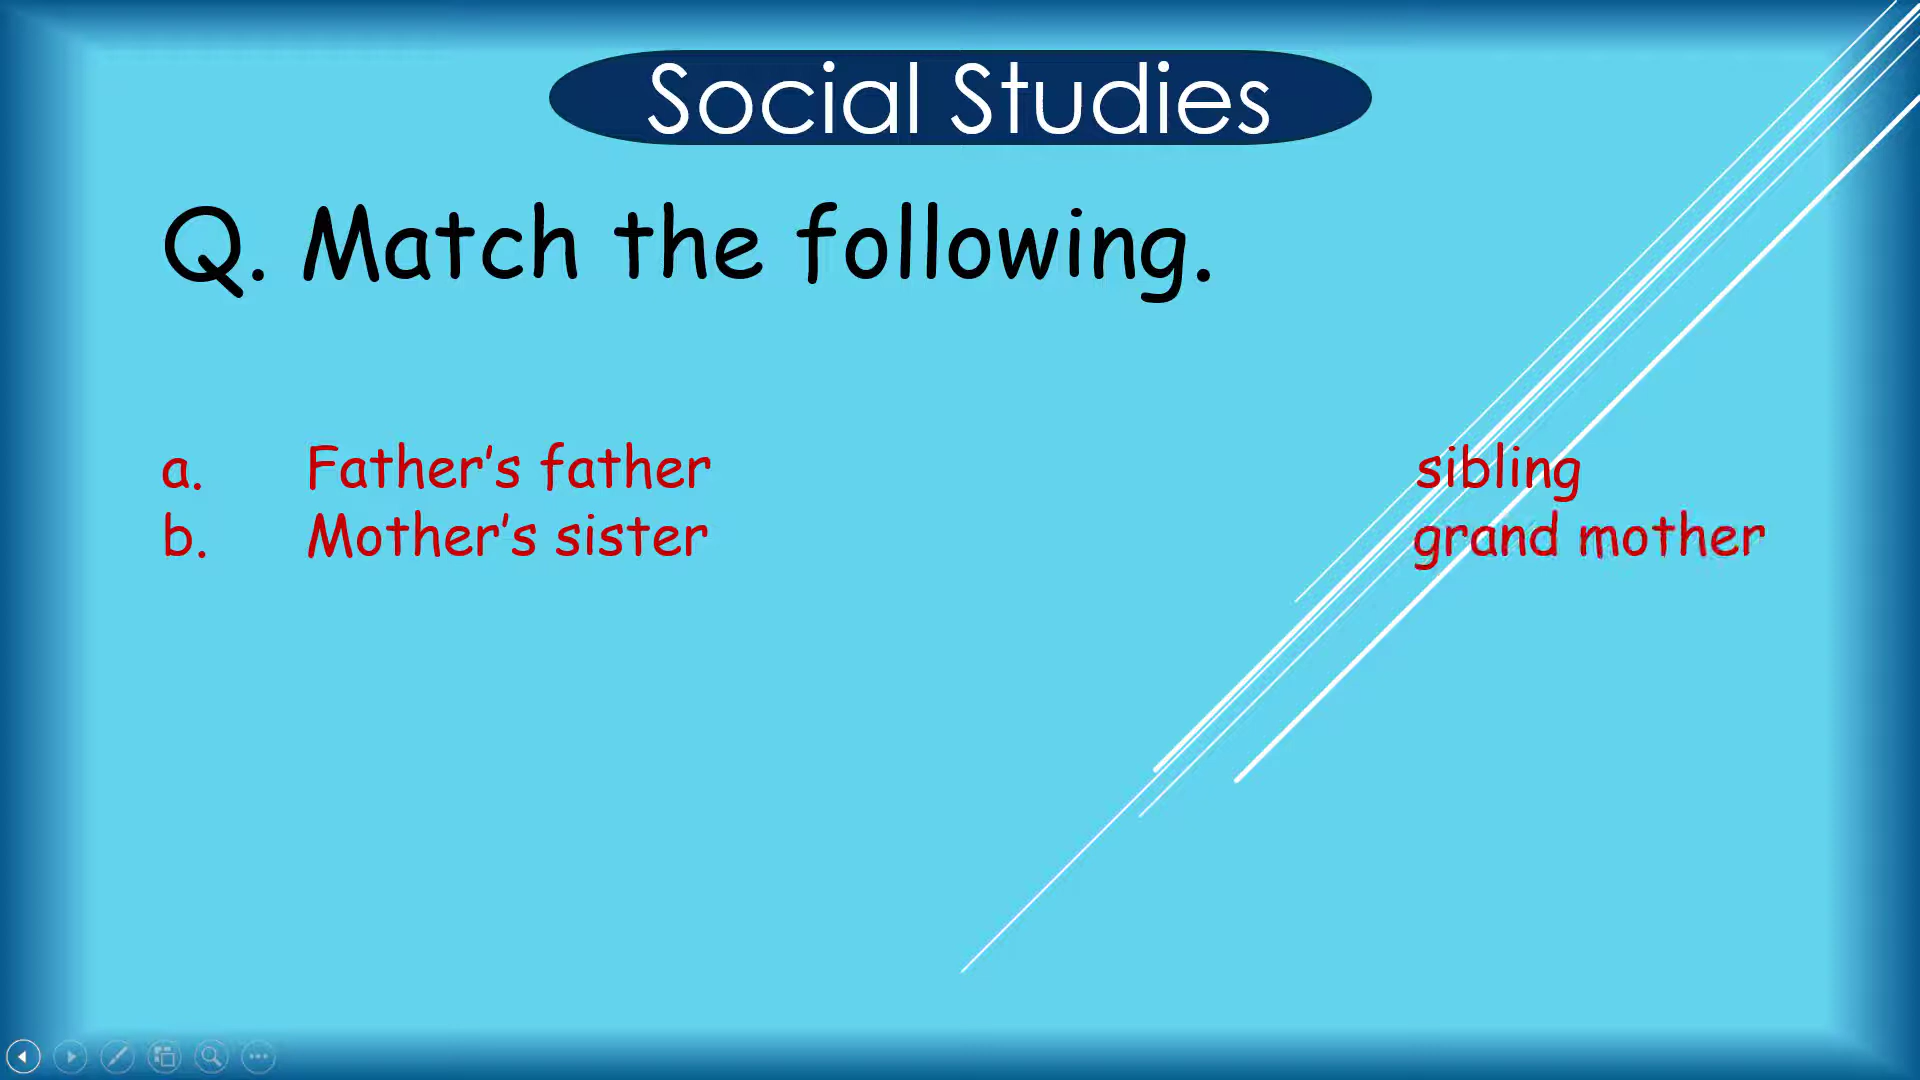 Social Studies
Q. Match the following.
a. Father's father sibling
b. Mother's sister grand mother